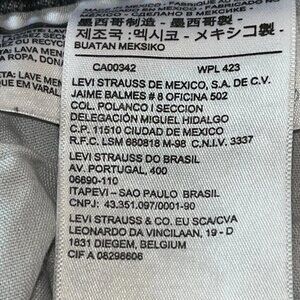 墨西哥制造 - 墨西哥製 -
제조국 : 멕시코 - メキシコ製 -
BUATAN MEKSIKO
CA00342 WPL 423
LEVI STRAUSS DE MEXICO, S.A. DE C.V.
JAIME BALMES # 8 OFICINA 502
COL. POLANCO I SECCION
DELEGACIÓN MIGUEL HIDALGO
C.P. 11510 CIUDAD DE MEXICO
R.F.C. LSM 660818 M-98 C.N.I.V. 3337
LEVI STRAUSS DO BRASIL
AV. PORTUGAL, 400
06690-110
ITAPEVI - SAO PAULO BRASIL
CNPJ: 43.351.097/0001-90
LEVI STRAUSS & CO. EU SCA/CVA
LEONARDO DA VINCILAAN, 19 - D
1831 DIEGEM, BELGIUM
CIF A 08298608